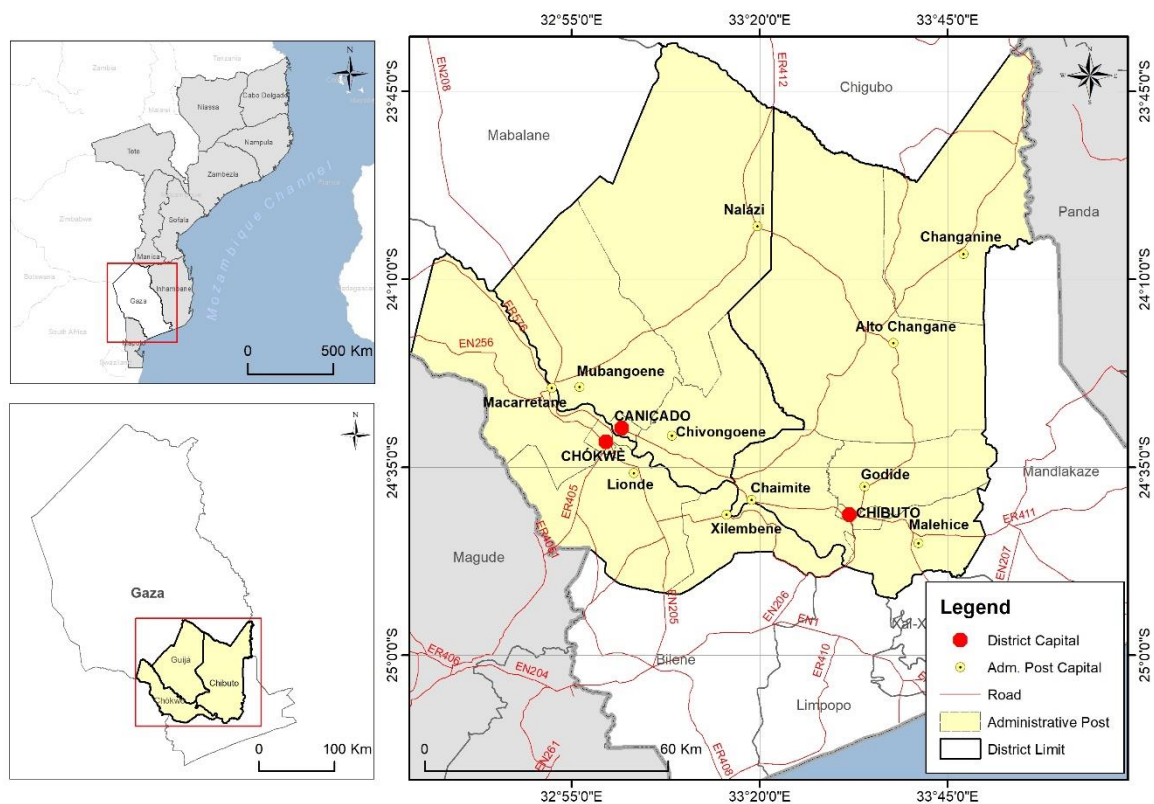 N
Tanzania
Zambia
Malawi
Niassa
Cabo Delgado
Nampula
Tete
Zambezia
Zimbabwe
Sofala
Manica
Mozambique Channel
Botswana
Gaza
Inhambane
South Africa
Maputo
Swaziland
0 500 Km
N
Gaza
Guijá
Chibuto
Chókwè
0 100 Km
32°55'0"E 33°20'0"E 33°45'0"E
23°45'0"S
24°10'0"S
24°35'0"S
25°0'0"S
23°45'0"S
24°10'0"S
24°35'0"S
25°0'0"S
N
EN208
ER412
Chigubo
Mabalane
Panda
Nalázi
Changanine
ER576
EN256
Alto Changane
Mubangoene
Macarretane
CANIÇADO
Chivongoene
CHÓKWÈ
Lionde
Godide
Mandlakaze
Chaimite
CHIBUTO
Xilembene
Malehice
ER411
ER405
ER4061
Magude
EN207
EN205
EN206
EN1
Bilene
ER406
EN204
ER410
Limpopo
EN261
ER408
0 60 Km
Legend
District Capital
Adm. Post Capital
Road
Administrative Post
District Limit
32°55'0"E 33°20'0"E 33°45'0"E